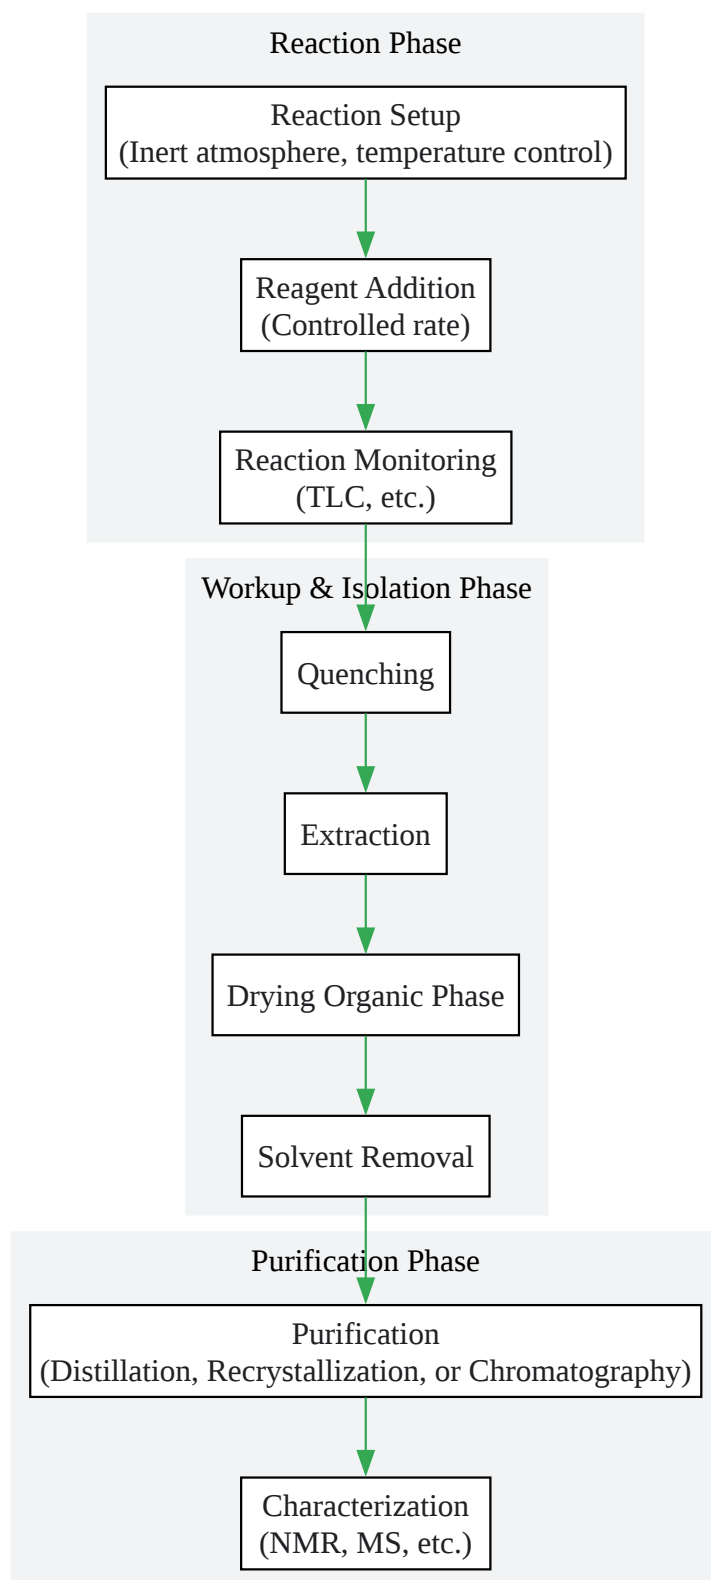 Reaction Phase
Reaction Setup
(Inert atmosphere, temperature control)
Reagent Addition
(Controlled rate)
Reaction Monitoring
(TLC, etc.)
Workup & Isolation Phase
Quenching
Extraction
Drying Organic Phase
Solvent Removal
Purification Phase
Purification
(Distillation, Recrystallization, or Chromatography)
Characterization
(NMR, MS, etc.)